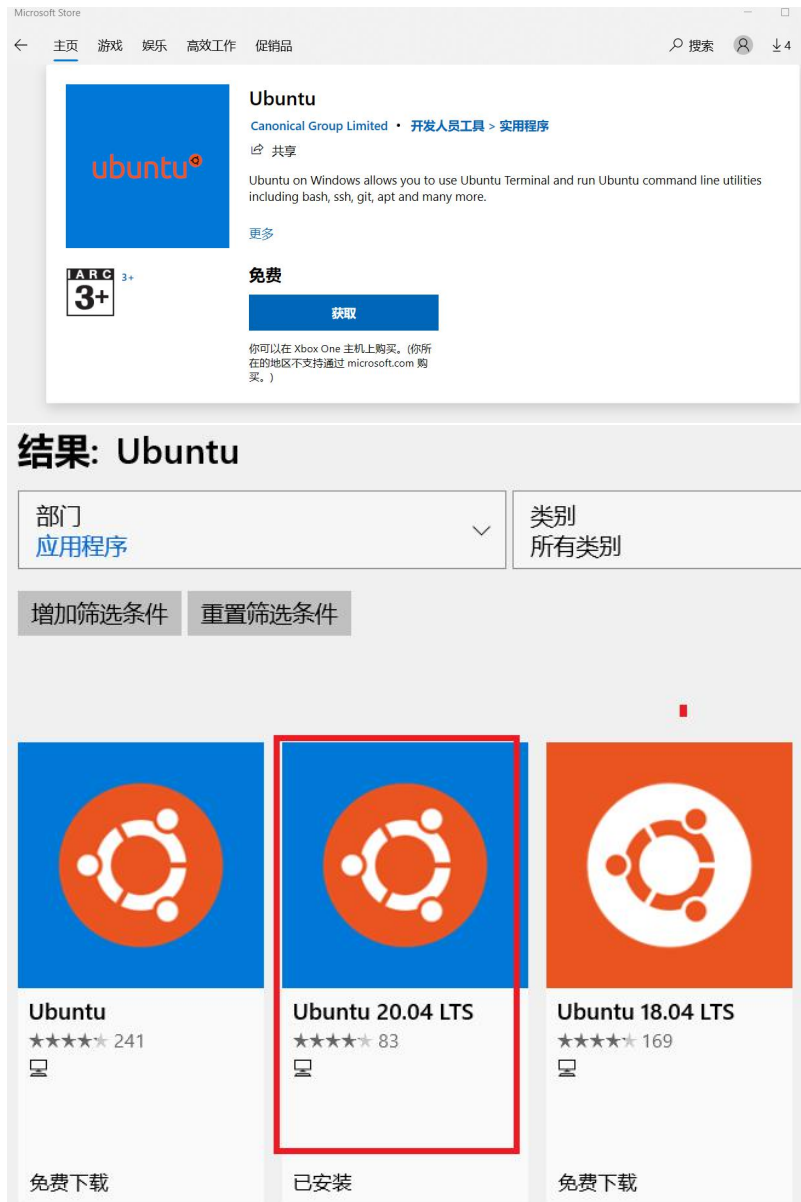 Microsoft Store
主页 游戏 娱乐 高效工作 促销品 搜索 4
ubuntu
Ubuntu
Canonical Group Limited • 开发人员工具 > 实用程序
共享
Ubuntu on Windows allows you to use Ubuntu Terminal and run Ubuntu command line utilities
including bash, ssh, git, apt and many more.
更多
IARC
3+
3+
免费
获取
你可以在 Xbox One 主机上购买。(你所
在的地区不支持通过 microsoft.com 购
买。)
结果: Ubuntu
部门
应用程序
类别
所有类别
增加筛选条件 重置筛选条件
Ubuntu
241
免费下载
Ubuntu 20.04 LTS
83
已安装
Ubuntu 18.04 LTS
169
免费下载